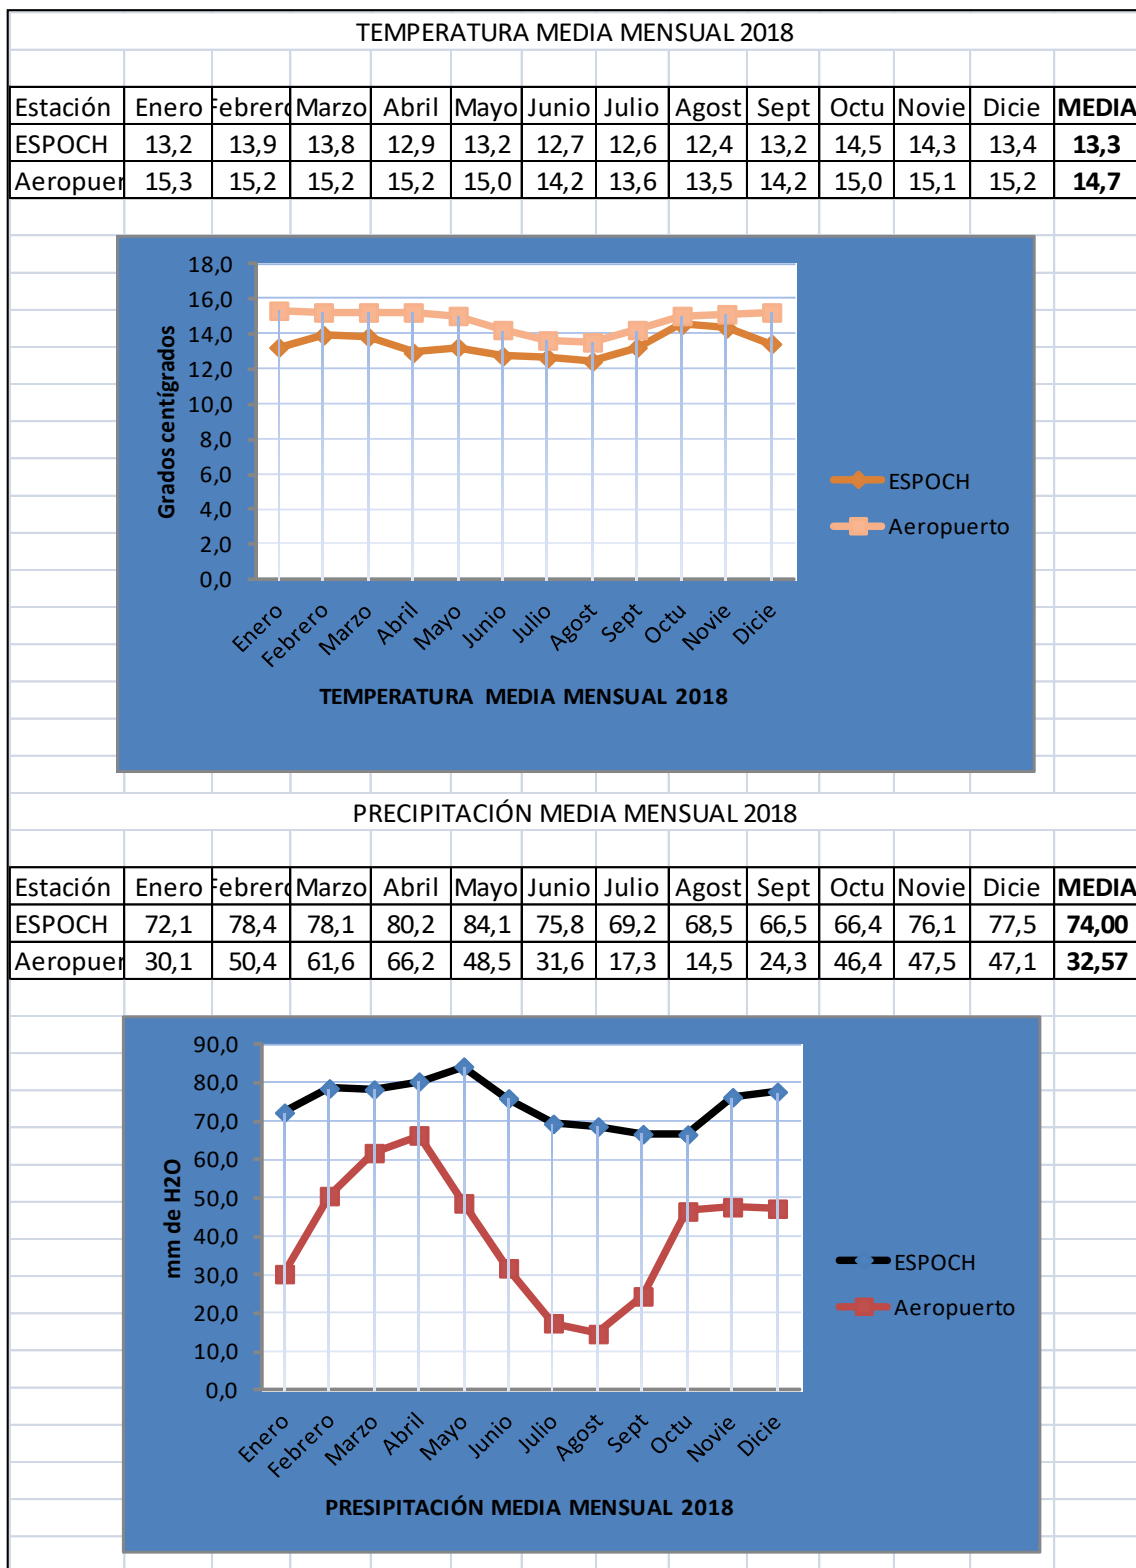 TEMPERATURA MEDIA MENSUAL 2018
Estación Enero Febrero Marzo Abril Mayo Junio Julio Agost Sept Octu Novie Dicie MEDIA
ESPOCH 13,2 13,9 13,8 12,9 13,2 12,7 12,6 12,4 13,2 14,5 14,3 13,4 13,3
Aeropuer 15,3 15,2 15,2 15,2 15,0 14,2 13,6 13,5 14,2 15,0 15,1 15,2 14,7
18,0
16,0
14,0
12,0
10,0
8,0
6,0
4,0
2,0
0,0
Grados centígrados
Enero Febrero Marzo Abril Mayo Junio Julio Agost Sept Octu Novie Dicie
TEMPERATURA MEDIA MENSUAL 2018
ESPOCH
Aeropuerto
PRECIPITACIÓN MEDIA MENSUAL 2018
Estación Enero Febrero Marzo Abril Mayo Junio Julio Agost Sept Octu Novie Dicie MEDIA
ESPOCH 72,1 78,4 78,1 80,2 84,1 75,8 69,2 68,5 66,5 66,4 76,1 77,5 74,00
Aeropuer 30,1 50,4 61,6 66,2 48,5 31,6 17,3 14,5 24,3 46,4 47,5 47,1 32,57
90,0
80,0
70,0
60,0
50,0
40,0
30,0
20,0
10,0
0,0
mm de H2O
Enero Febrero Marzo Abril Mayo Junio Julio Agost Sept Octu Novie Dicie
PRESIPITACIÓN MEDIA MENSUAL 2018
ESPOCH
Aeropuerto